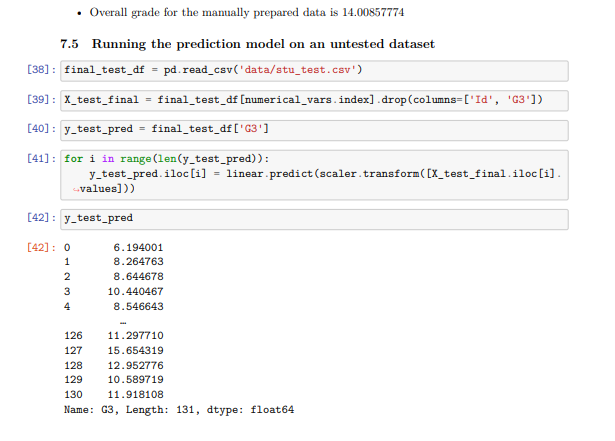 • Overall grade for the manually prepared data is 14.00857774
7.5 Running the prediction model on an untested dataset
[38]: final_test_df = pd.read_csv('data/stu_test.csv')
[39]: X_test_final = final_test_df[numerical_vars.index].drop(columns=['Id', 'G3'])
[40]: y_test_pred = final_test_df['G3']
[41]: for i in range(len(y_test_pred)):
y_test_pred.iloc[i] = linear.predict(scaler.transform([X_test_final.iloc[i].
↪values]))
[42]: y_test_pred
[42]: 0 6.194001
1 8.264763
2 8.644678
3 10.440467
4 8.546643
…
126 11.297710
127 15.654319
128 12.952776
129 10.589719
130 11.918108
Name: G3, Length: 131, dtype: float64